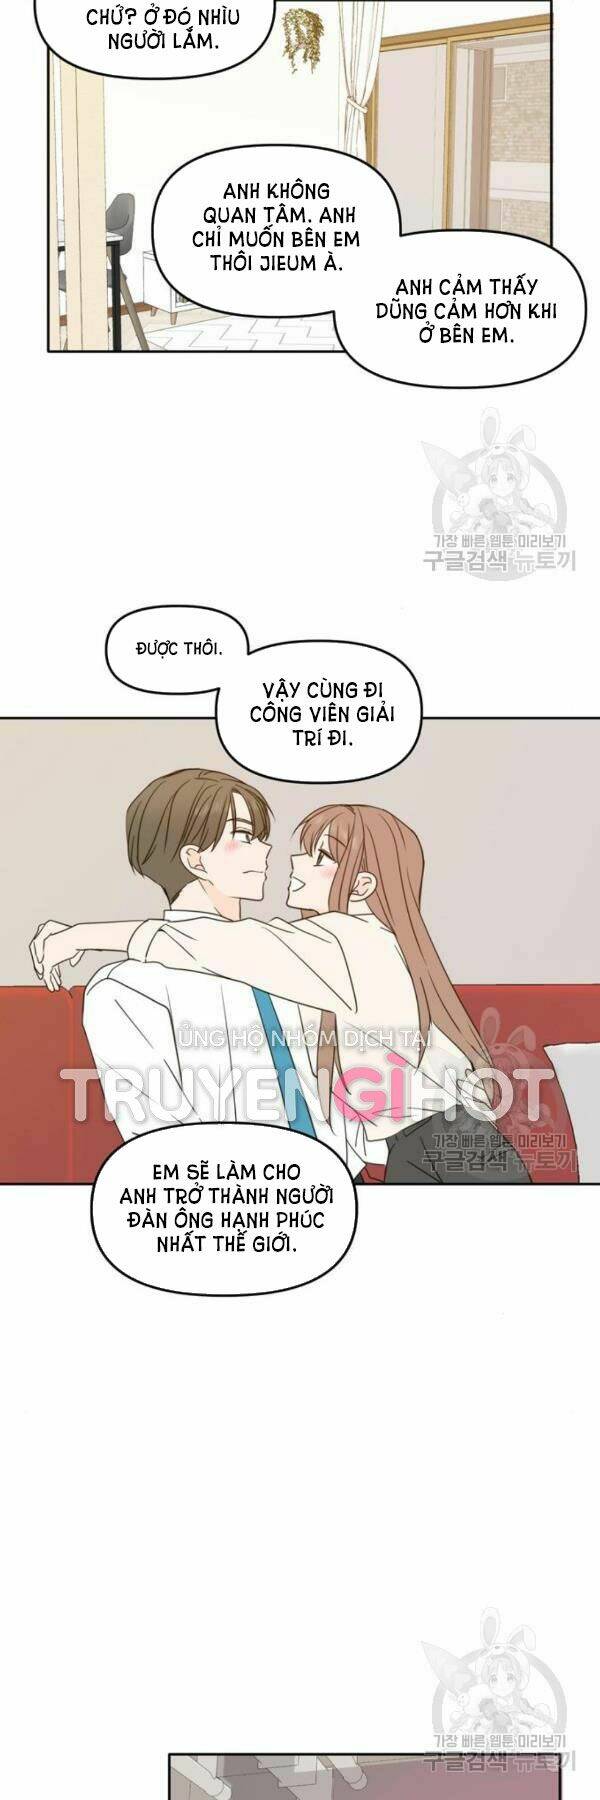 CHỨ? Ở ĐÓ NHÌU
NGƯỜI LẮM.
ANH KHÔNG
QUAN TÂM. ANH
CHỈ MUỐN BÊN EM
THÔI JIEUM À.
ANH CẢM THẤY
DŨNG CẢM HƠN KHI
Ở BÊN EM.
가장 빠른 웹툰 미리보기
구글검색 뉴토끼
ĐƯỢC THÔI.
VẬY CÙNG ĐI
CÔNG VIÊN GIẢI
TRÍ ĐI.
ỦNG HỘ NHÓM DỊCH TẠI
TRUYENGIHOT
가장 빠른 웹툰 미리보기
구글검색 뉴토끼
EM SẼ LÀM CHO
ANH TRỞ THÀNH NGƯỜI
ĐÀN ÔNG HẠNH PHÚC
NHẤT THẾ GIỚI.
가장 빠른 웹툰 미리보기
구글검색 뉴토끼